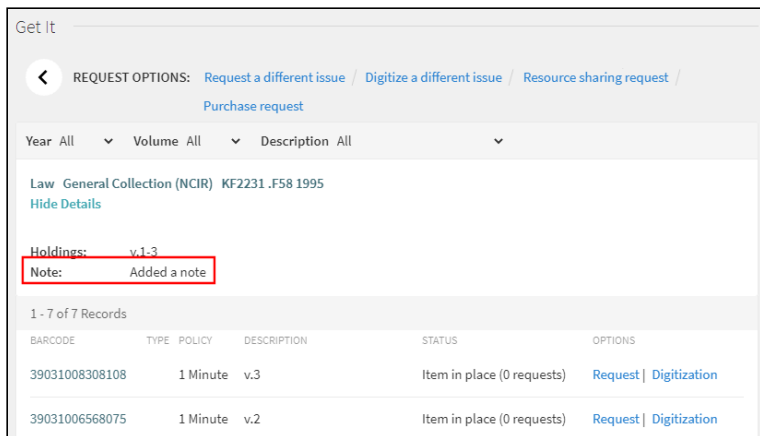 Get It
REQUEST OPTIONS: Request a different issue / Digitize a different issue / Resource sharing request /
Purchase request
Year All Volume All Description All
Law General Collection (NCIR) KF2231 .F58 1995
Hide Details
Holdings: v.1-3
Note: Added a note
1 - 7 of 7 Records
BARCODE TYPE POLICY DESCRIPTION STATUS OPTIONS
39031008308108 1 Minute v.3 Item in place (0 requests) Request | Digitization
39031006568075 1 Minute v.2 Item in place (0 requests) Request | Digitization